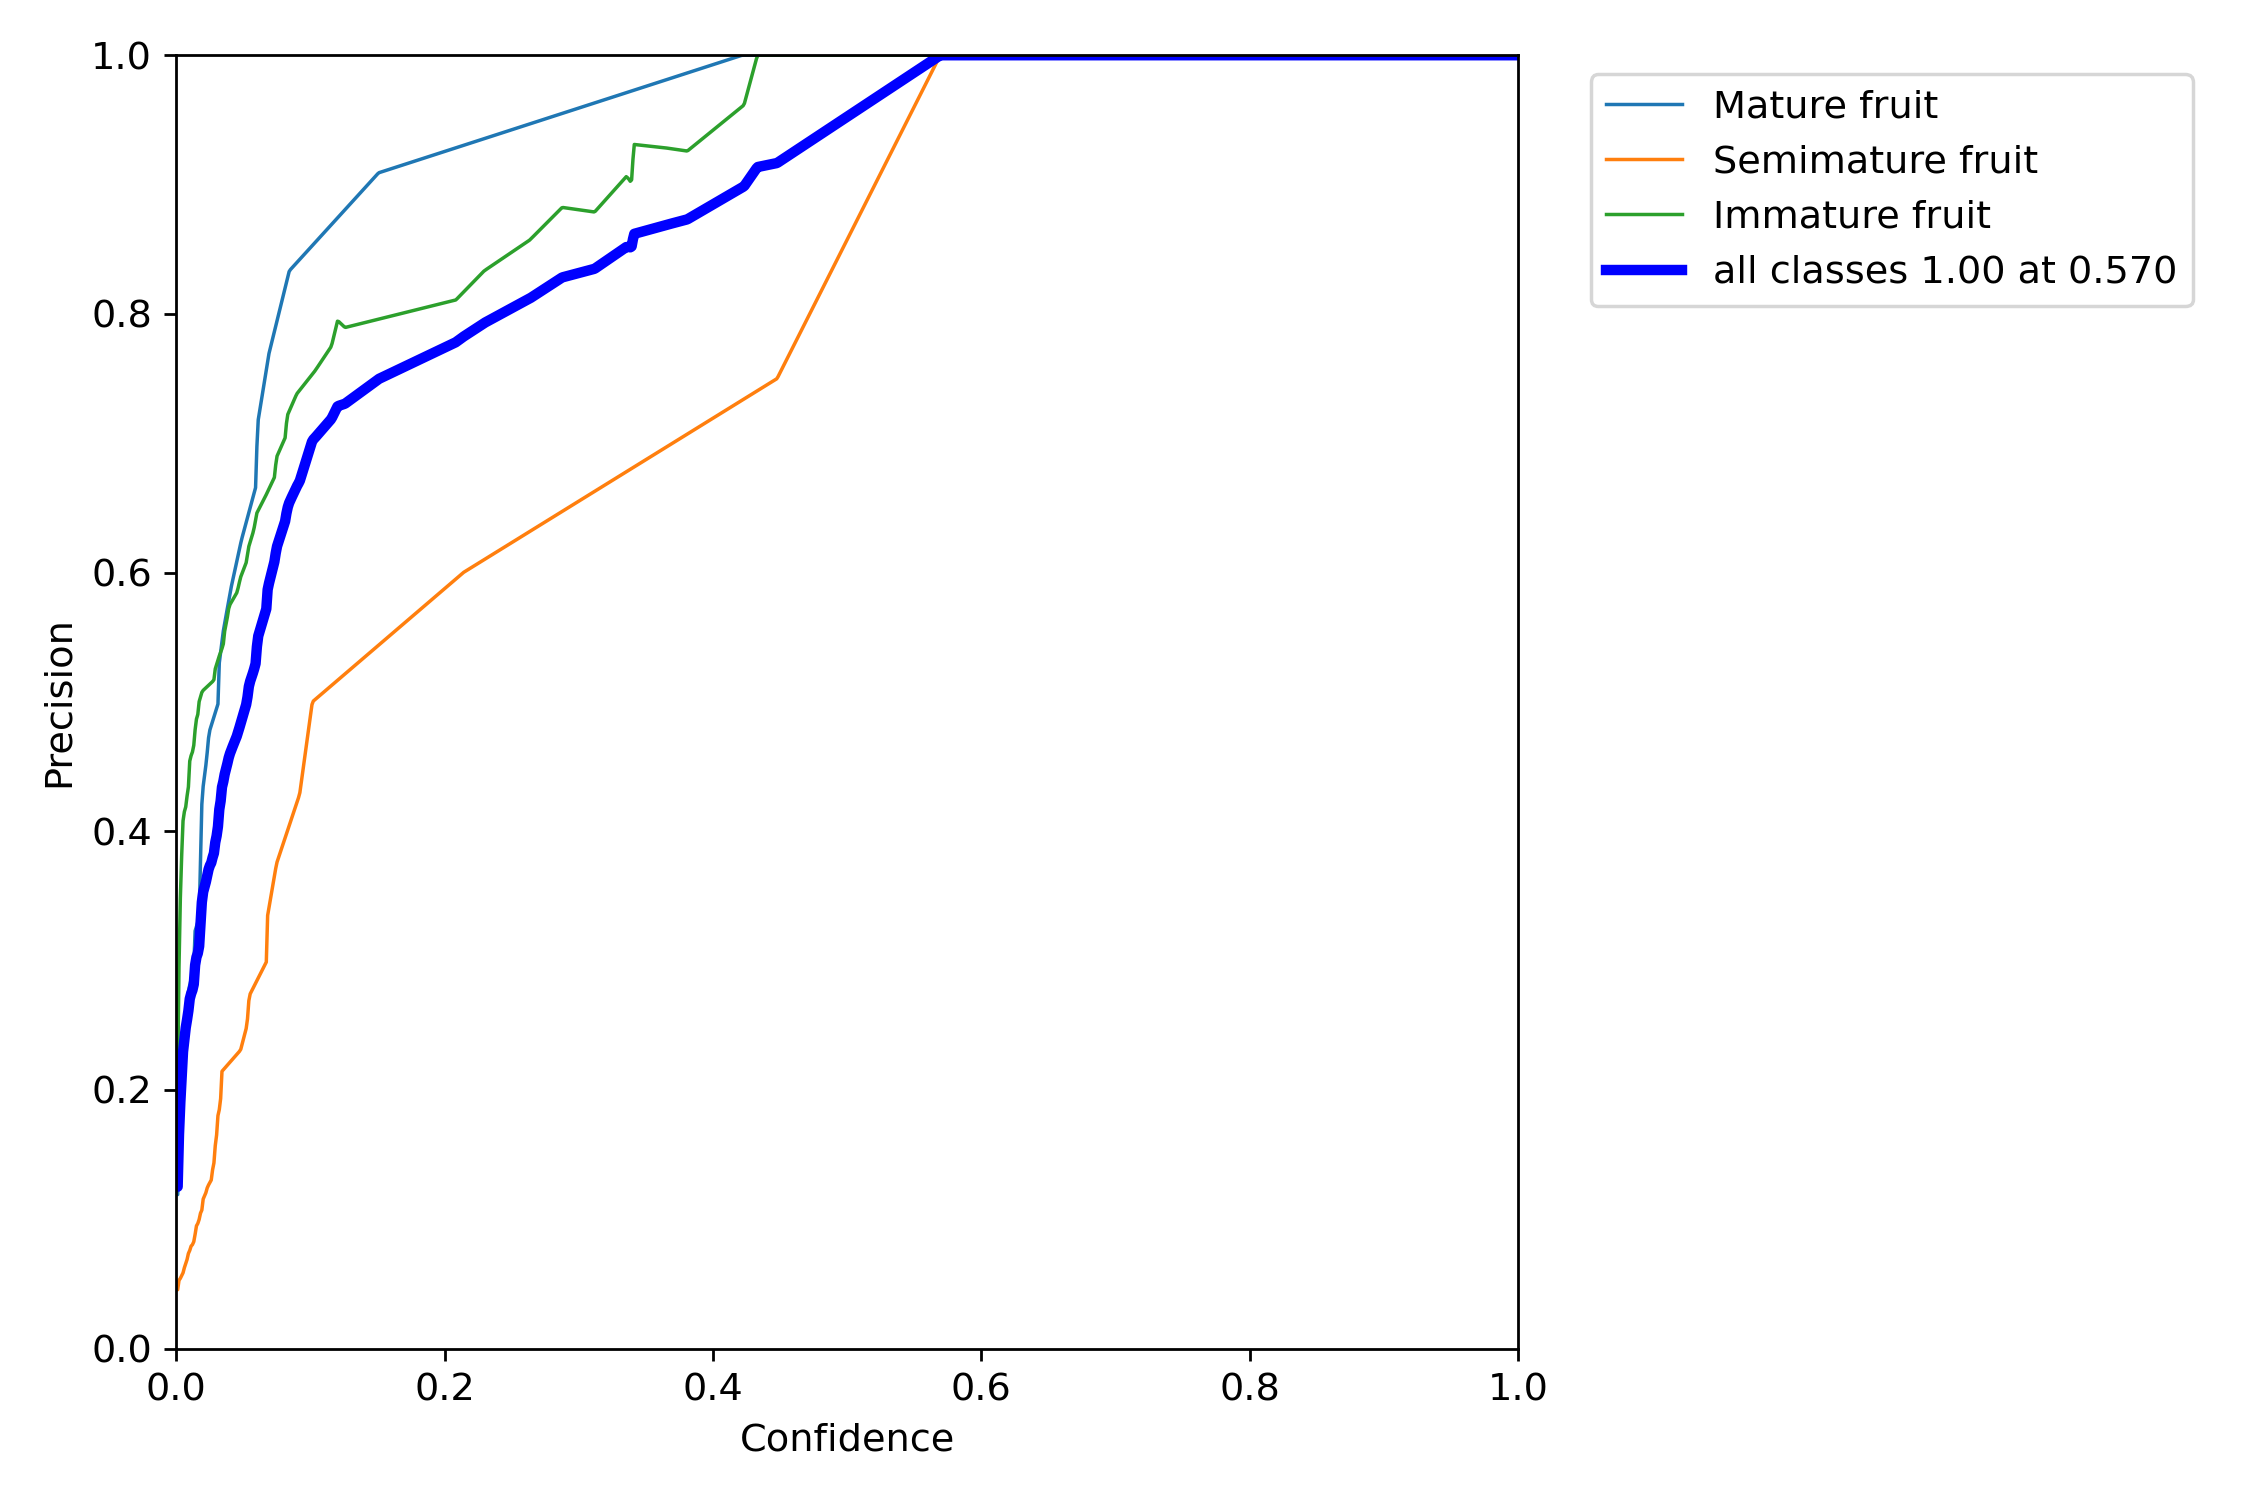 1.0
0.8
0.6
0.4
0.2
0.0
Precision
0.0 0.2 0.4 0.6 0.8 1.0
Confidence
Mature fruit
Semimature fruit
Immature fruit
all classes 1.00 at 0.570